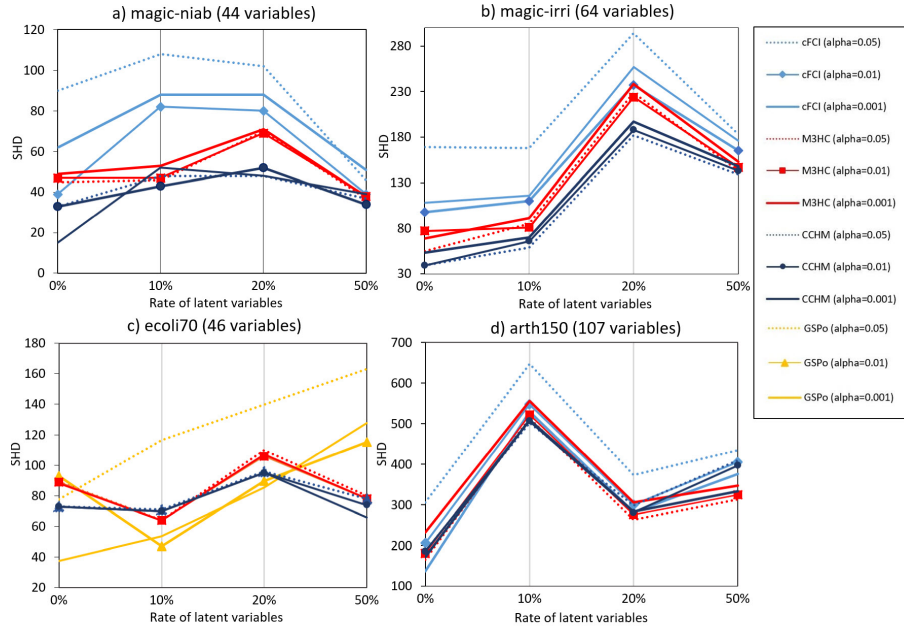 a) magic-niab (44 variables)
120
100
80
60
40
20
0
SHD
0%
10%
20%
50%
Rate of latent variables
b) magic-irri (64 variables)
280
230
180
130
80
30
SHD
0%
10%
20%
50%
Rate of latent variables
cFCI (alpha=0.05)
cFCI (alpha=0.01)
cFCI (alpha=0.001)
M3HC (alpha=0.05)
M3HC (alpha=0.01)
M3HC (alpha=0.001)
CCHM (alpha=0.05)
CCHM (alpha=0.01)
CCHM (alpha=0.001)
GSPo (alpha=0.05)
GSPo (alpha=0.01)
GSPo (alpha=0.001)
c) ecoli70 (46 variables)
180
160
140
120
100
80
60
40
20
SHD
0%
10%
20%
50%
Rate of latent variables
d) arth150 (107 variables)
700
600
500
400
300
200
100
SHD
0%
10%
20%
50%
Rate of latent variables